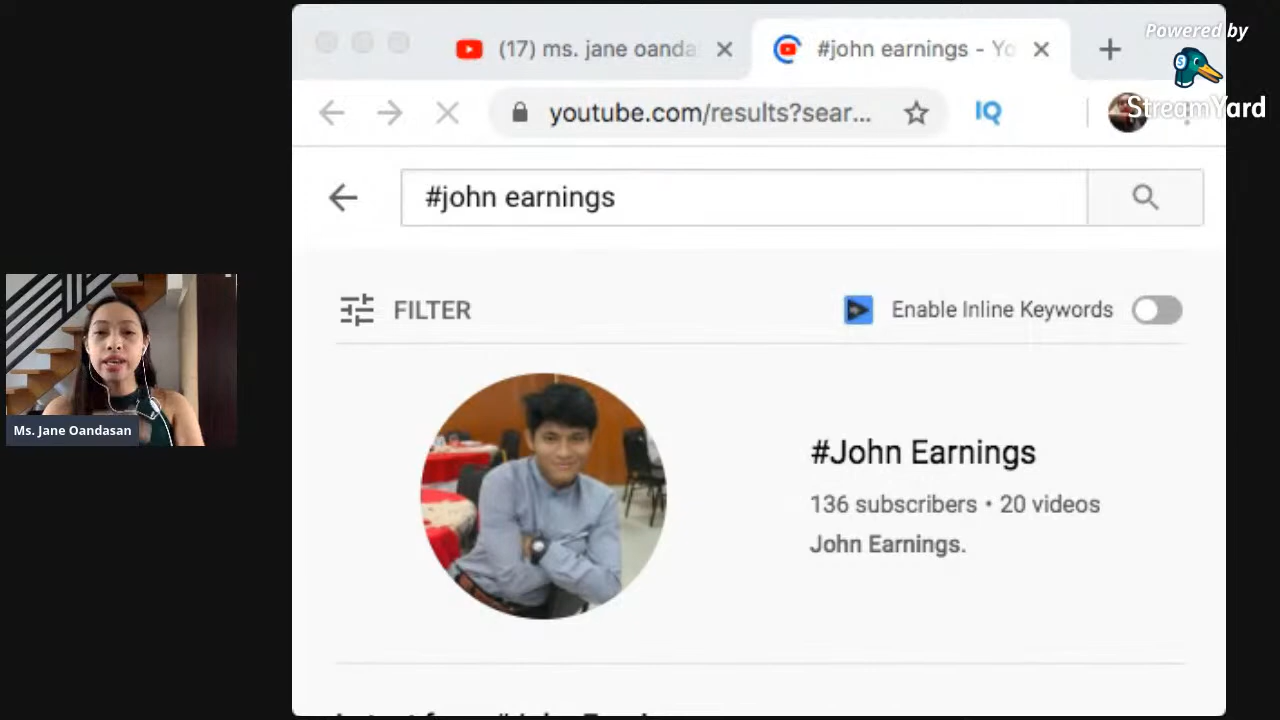 Powered by
StreamYard
(17) ms. jane oanda
#john earnings - Yo
youtube.com/results?sear...
IQ
#john earnings
FILTER
Enable Inline Keywords
#John Earnings
136 subscribers • 20 videos
John Earnings.
Ms. Jane Oandasan